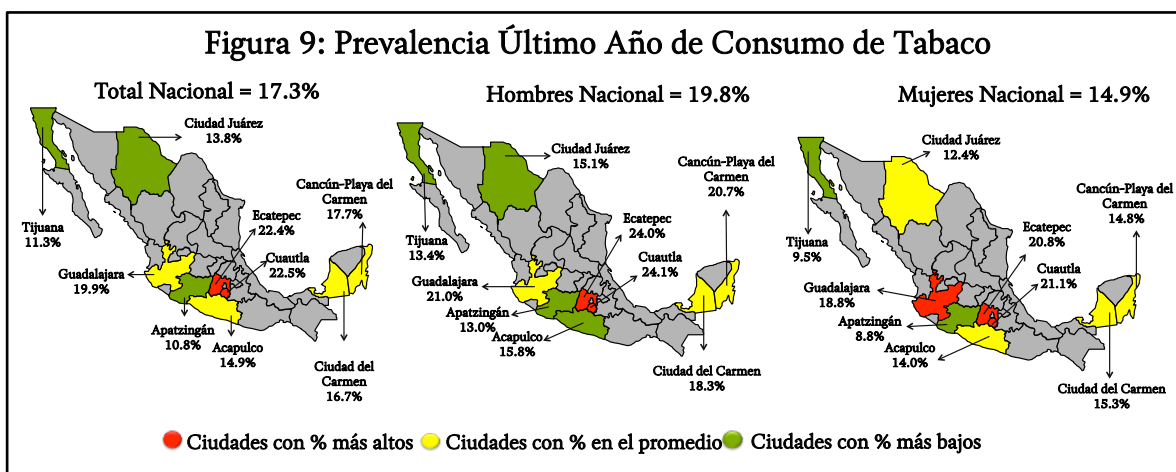 Figura 9: Prevalencia Último Año de Consumo de Tabaco
Total Nacional = 17.3%
Ciudad Juárez
13.8%
Cancún-Playa del
Carmen
17.7%
Ecatepec
22.4%
Tijuana
11.3%
Cuautla
22.5%
Guadalajara
19.9%
Apatzingán
10.8%
Acapulco
14.9%
Ciudad del
Carmen
16.7%
Hombres Nacional = 19.8%
Ciudad Juárez
15.1%
Cancún-Playa del
Carmen
20.7%
Ecatepec
24.0%
Tijuana
13.4%
Cuautla
24.1%
Guadalajara
21.0%
Apatzingán
13.0%
Acapulco
15.8%
Ciudad del Carmen
18.3%
Mujeres Nacional = 14.9%
Ciudad Juárez
12.4%
Cancún-Playa del
Carmen
14.8%
Ecatepec
20.8%
Tijuana
9.5%
Cuautla
21.1%
Guadalajara
18.8%
Apatzingán
8.8%
Acapulco
14.0%
Ciudad del Carmen
15.3%
Ciudades con % más altos
Ciudades con % en el promedio
Ciudades con % más bajos